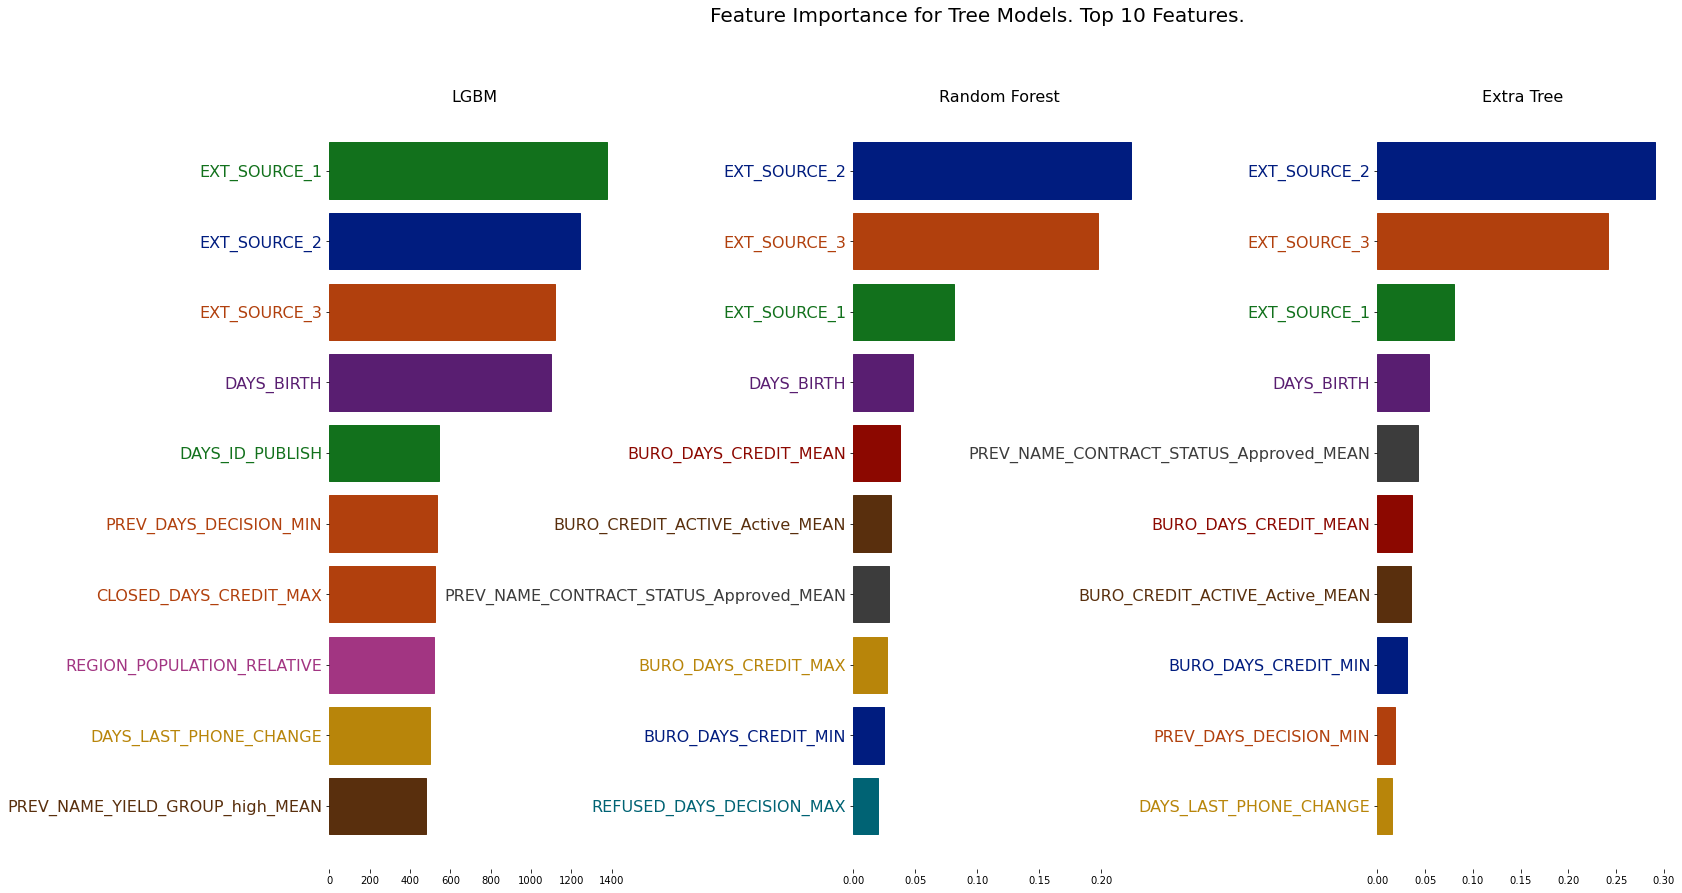 Feature Importance for Tree Models. Top 10 Features.
LGBM
EXT_SOURCE_1
EXT_SOURCE_2
EXT_SOURCE_3
DAYS_BIRTH
DAYS_ID_PUBLISH
PREV_DAYS_DECISION_MIN
CLOSED_DAYS_CREDIT_MAX
REGION_POPULATION_RELATIVE
DAYS_LAST_PHONE_CHANGE
PREV_NAME_YIELD_GROUP_high_MEAN
0 200 400 600 800 1000 1200 1400
Random Forest
EXT_SOURCE_2
EXT_SOURCE_3
EXT_SOURCE_1
DAYS_BIRTH
BURO_DAYS_CREDIT_MEAN
BURO_CREDIT_ACTIVE_Active_MEAN
PREV_NAME_CONTRACT_STATUS_Approved_MEAN
BURO_DAYS_CREDIT_MAX
BURO_DAYS_CREDIT_MIN
REFUSED_DAYS_DECISION_MAX
0.00 0.05 0.10 0.15 0.20
Extra Tree
EXT_SOURCE_2
EXT_SOURCE_3
EXT_SOURCE_1
DAYS_BIRTH
PREV_NAME_CONTRACT_STATUS_Approved_MEAN
BURO_DAYS_CREDIT_MEAN
BURO_CREDIT_ACTIVE_Active_MEAN
BURO_DAYS_CREDIT_MIN
PREV_DAYS_DECISION_MIN
DAYS_LAST_PHONE_CHANGE
0.00 0.05 0.10 0.15 0.20 0.25 0.30